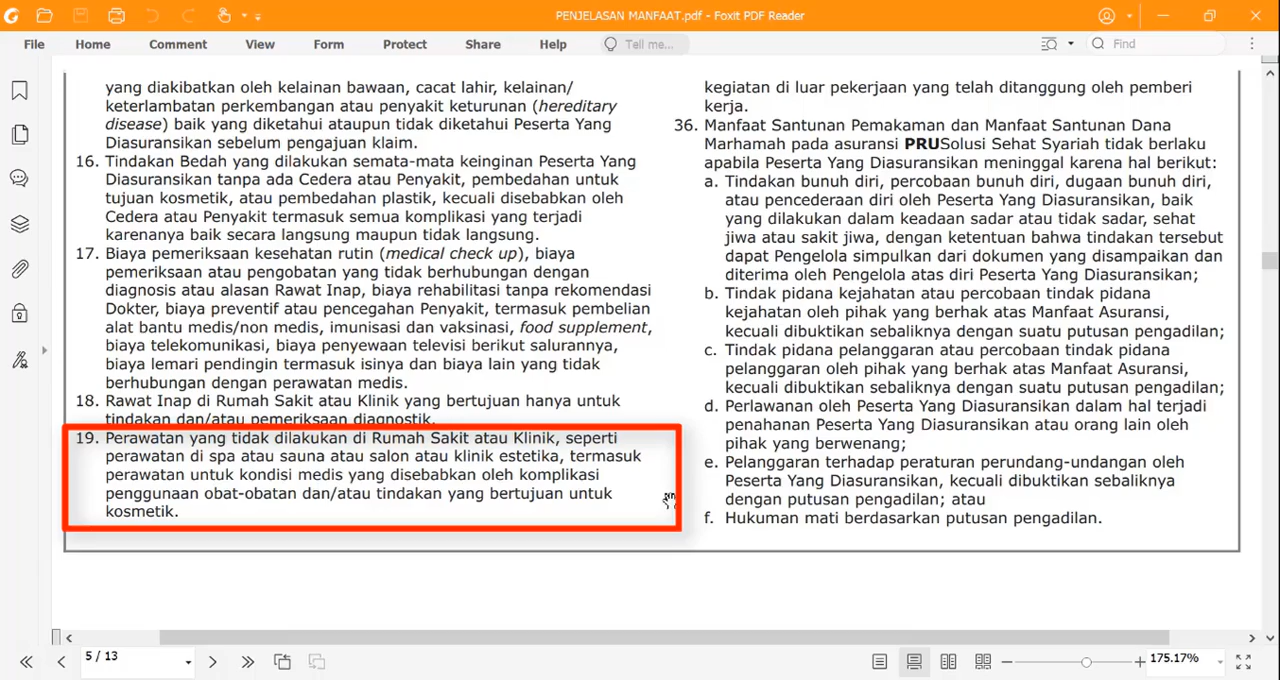 PENJELASAN MANFAAT.pdf - Foxit PDF Reader
File Home Comment View Form Protect Share Help Tell me... Find
yang diakibatkan oleh kelainan bawaan, cacat lahir, kelainan/
keterlambatan perkembangan atau penyakit keturunan (hereditary
disease) baik yang diketahui ataupun tidak diketahui Peserta Yang
Diasuransikan sebelum pengajuan klaim.
16. Tindakan Bedah yang dilakukan semata-mata keinginan Peserta Yang
Diasuransikan tanpa ada Cedera atau Penyakit, pembedahan untuk
tujuan kosmetik, atau pembedahan plastik, kecuali disebabkan oleh
Cedera atau Penyakit termasuk semua komplikasi yang terjadi
karenanya baik secara langsung maupun tidak langsung.
17. Biaya pemeriksaan kesehatan rutin (medical check up), biaya
pemeriksaan atau pengobatan yang tidak berhubungan dengan
diagnosis atau alasan Rawat Inap, biaya rehabilitasi tanpa rekomendasi
Dokter, biaya preventif atau pencegahan Penyakit, termasuk pembelian
alat bantu medis/non medis, imunisasi dan vaksinasi, food supplement,
biaya telekomunikasi, biaya penyewaan televisi berikut salurannya,
biaya lemari pendingin termasuk isinya dan biaya lain yang tidak
berhubungan dengan perawatan medis.
18. Rawat Inap di Rumah Sakit atau Klinik yang bertujuan hanya untuk
tindakan dan/atau pemeriksaan diagnostik.
19. Perawatan yang tidak dilakukan di Rumah Sakit atau Klinik, seperti
perawatan di spa atau sauna atau salon atau klinik estetika, termasuk
perawatan untuk kondisi medis yang disebabkan oleh komplikasi
penggunaan obat-obatan dan/atau tindakan yang bertujuan untuk
kosmetik.
kegiatan di luar pekerjaan yang telah ditanggung oleh pemberi
kerja.
36. Manfaat Santunan Pemakaman dan Manfaat Santunan Dana
Marhamah pada asuransi PRUSolusi Sehat Syariah tidak berlaku
apabila Peserta Yang Diasuransikan meninggal karena hal berikut:
a. Tindakan bunuh diri, percobaan bunuh diri, dugaan bunuh diri,
atau pencederaan diri oleh Peserta Yang Diasuransikan, baik
yang dilakukan dalam keadaan sadar atau tidak sadar, sehat
jiwa atau sakit jiwa, dengan ketentuan bahwa tindakan tersebut
dapat Pengelola simpulkan dari dokumen yang disampaikan dan
diterima oleh Pengelola atas diri Peserta Yang Diasuransikan;
b. Tindak pidana kejahatan atau percobaan tindak pidana
kejahatan oleh pihak yang berhak atas Manfaat Asuransi,
kecuali dibuktikan sebaliknya dengan suatu putusan pengadilan;
c. Tindak pidana pelanggaran atau percobaan tindak pidana
pelanggaran oleh pihak yang berhak atas Manfaat Asuransi,
kecuali dibuktikan sebaliknya dengan suatu putusan pengadilan;
d. Perlawanan oleh Peserta Yang Diasuransikan dalam hal terjadi
penahanan Peserta Yang Diasuransikan atau orang lain oleh
pihak yang berwenang;
e. Pelanggaran terhadap peraturan perundang-undangan oleh
Peserta Yang Diasuransikan, kecuali dibuktikan sebaliknya
dengan putusan pengadilan; atau
f. Hukuman mati berdasarkan putusan pengadilan.
5 / 13 175.17%